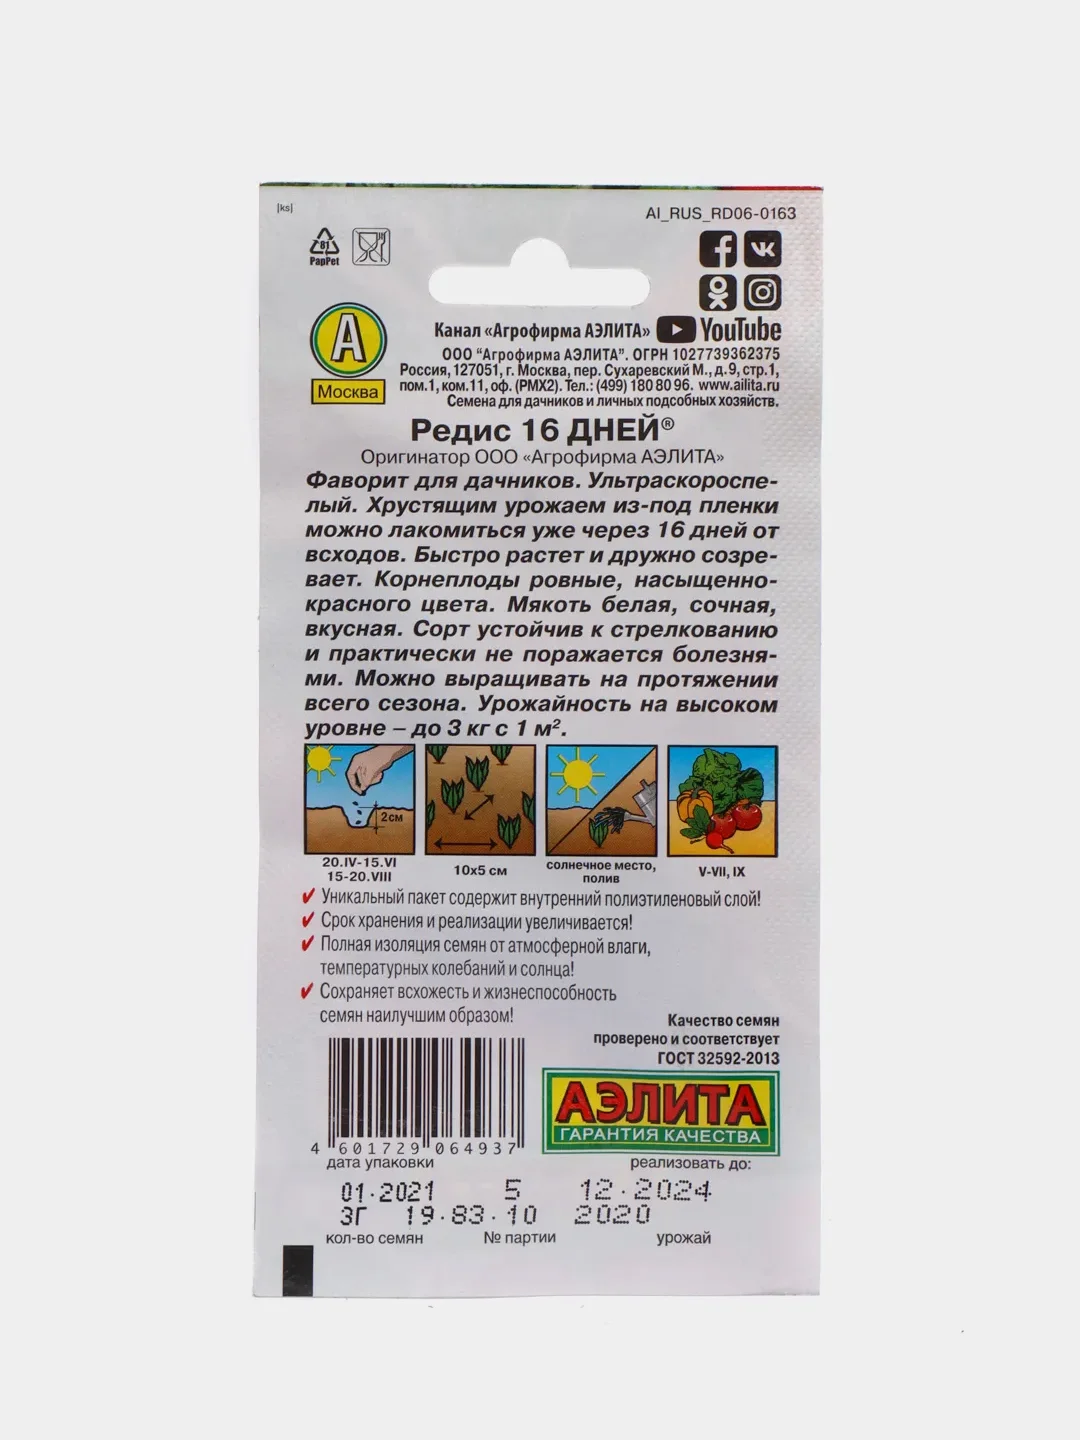 |ks|
AI_RUS_RD06-0163
81
PapPet
А
Москва
Канал «Агрофирма АЭЛИТА» YouTube
ООО “Агрофирма АЭЛИТА”. ОГРН 1027739362375
Россия, 127051, г. Москва, пер. Сухаревский М., д.9, стр.1,
пом.1, ком.11, оф. (РМХ2). Тел.: (499) 180 80 96. www.ailita.ru
Семена для дачников и личных подсобных хозяйств.
Редис 16 ДНЕЙ®
Оригинатор ООО «Агрофирма АЭЛИТА»
Фаворит для дачников. Ультраскороспе-
лый. Хрустящим урожаем из-под пленки
можно лакомиться уже через 16 дней от
всходов. Быстро растет и дружно созре-
вает. Корнеплоды ровные, насыщенно-
красного цвета. Мякоть белая, сочная,
вкусная. Сорт устойчив к стрелкованию
и практически не поражается болезня-
ми. Можно выращивать на протяжении
всего сезона. Урожайность на высоком
уровне – до 3 кг с 1 м².
2см
20.IV-15.VI
15-20.VIII
10х5 см
солнечное место,
полив
V-VII, IX
Уникальный пакет содержит внутренний полиэтиленовый слой!
Срок хранения и реализации увеличивается!
Полная изоляция семян от атмосферной влаги,
температурных колебаний и солнца!
Сохраняет всхожесть и жизнеспособность
семян наилучшим образом!
Качество семян
проверено и соответствует
ГОСТ 32592-2013
АЭЛИТА
ГАРАНТИЯ КАЧЕСТВА
4 601729 064937
дата упаковки реализовать до:
01.2021 5 12.2024
3Г 19.83.10 2020
кол-во семян № партии урожай